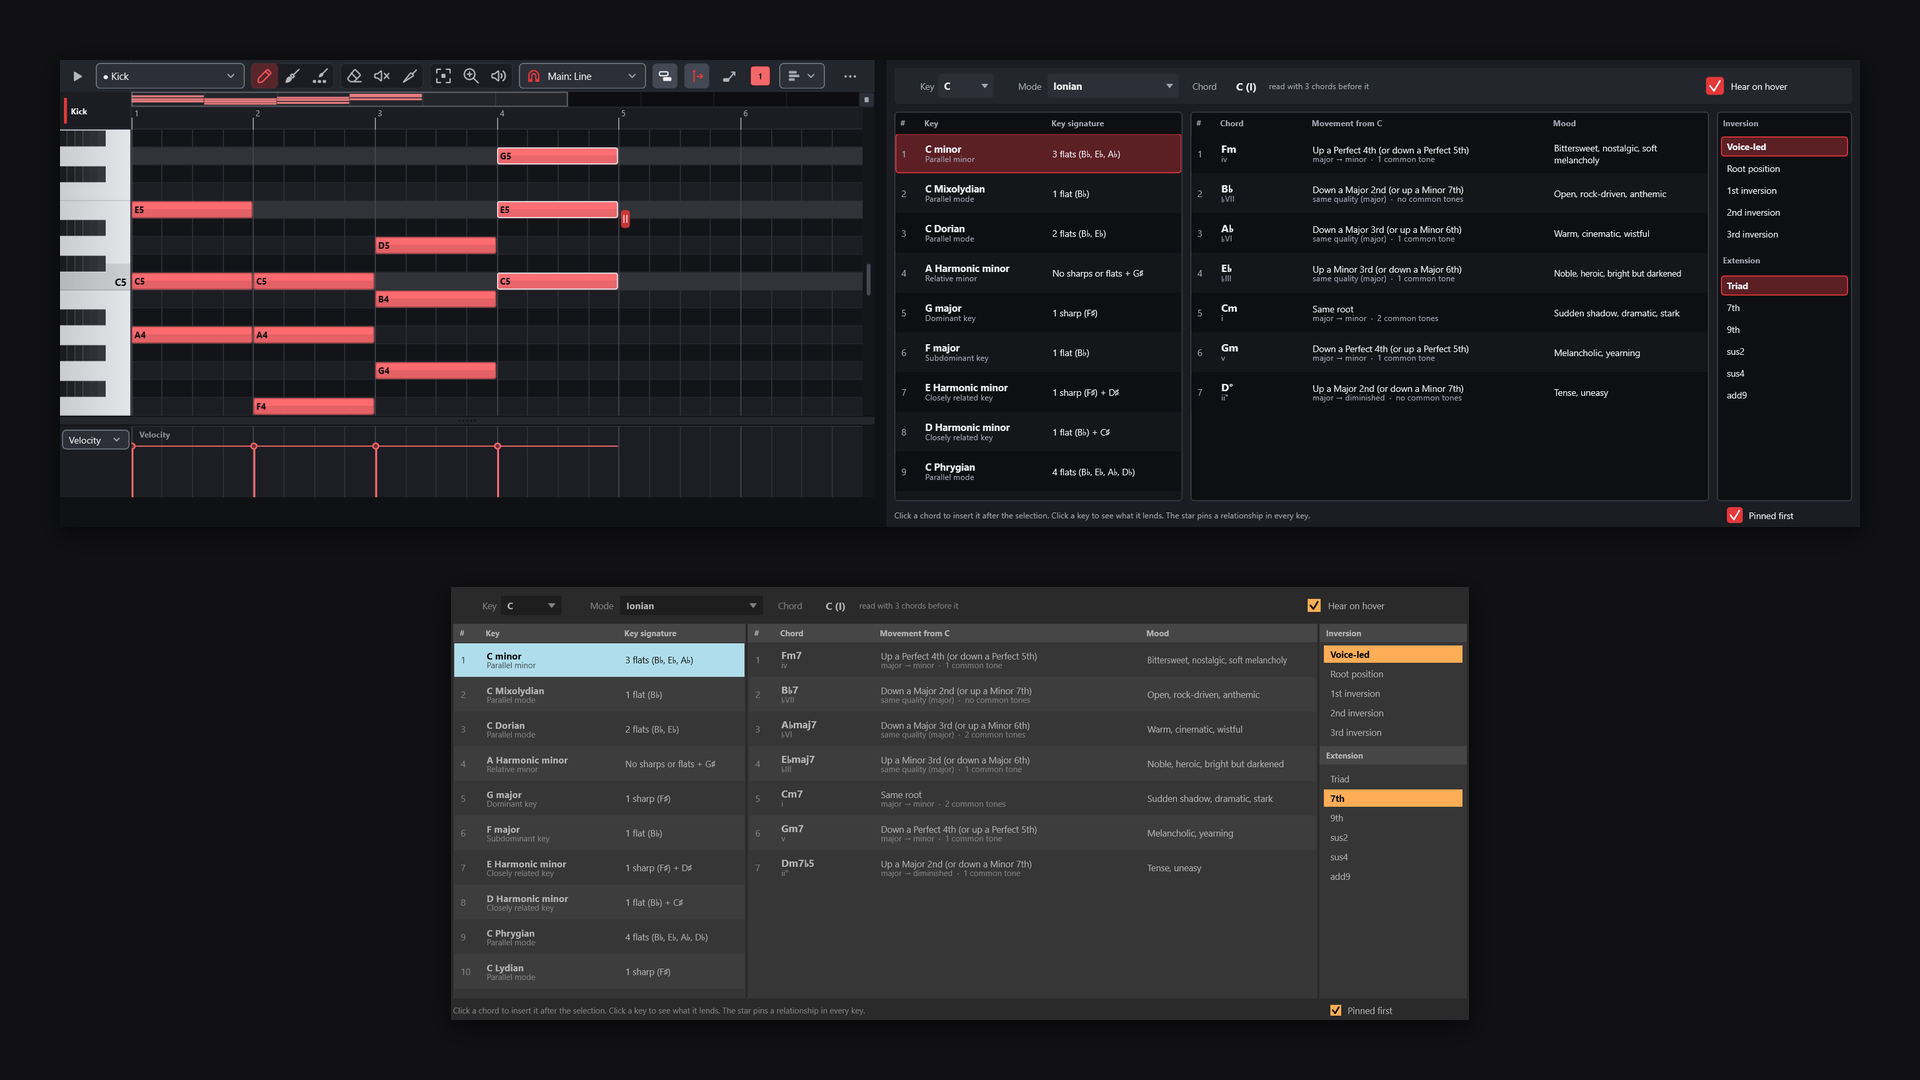 ● Kick
Main: Line
1
Kick
1 2 3 4 5 6
G5
E5 E5
D5
C5 C5 C5 C5
B4
A4 A4
G4
F4
Velocity
Velocity
Key C Mode Ionian Chord C (I) read with 3 chords before it Hear on hover
# Key Key signature
1 C minor 3 flats (B♭, E♭, A♭)
Parallel minor
2 C Mixolydian 1 flat (B♭)
Parallel mode
3 C Dorian 2 flats (B♭, E♭)
Parallel mode
4 A Harmonic minor No sharps or flats + G♯
Relative minor
5 G major 1 sharp (F♯)
Dominant key
6 F major 1 flat (B♭)
Subdominant key
7 E Harmonic minor 1 sharp (F♯) + D♯
Closely related key
8 D Harmonic minor 1 flat (B♭) + C♯
Closely related key
9 C Phrygian 4 flats (B♭, E♭, A♭, D♭)
Parallel mode
# Chord Movement from C Mood
1 Fm Up a Perfect 4th (or down a Perfect 5th) Bittersweet, nostalgic, soft melancholy
iv major → minor · 1 common tone
2 B♭ Down a Major 2nd (or up a Minor 7th) Open, rock-driven, anthemic
♭VII same quality (major) · no common tones
3 A♭ Down a Major 3rd (or up a Minor 6th) Warm, cinematic, wistful
♭VI same quality (major) · 1 common tone
4 E♭ Up a Minor 3rd (or down a Major 6th) Noble, heroic, bright but darkened
♭III same quality (major) · 1 common tone
5 Cm Same root Sudden shadow, dramatic, stark
i major → minor · 2 common tones
6 Gm Down a Perfect 4th (or up a Perfect 5th) Melancholic, yearning
v major → minor · 1 common tone
7 D° Up a Major 2nd (or down a Minor 7th) Tense, uneasy
ii° major → diminished · no common tones
Inversion
Voice-led
Root position
1st inversion
2nd inversion
3rd inversion
Extension
Triad
7th
9th
sus2
sus4
add9
Click a chord to insert it after the selection. Click a key to see what it lends. The star pins a relationship in every key. Pinned first
Key C Mode Ionian Chord C (I) read with 3 chords before it Hear on hover
# Key Key signature
1 C minor 3 flats (B♭, E♭, A♭)
Parallel minor
2 C Mixolydian 1 flat (B♭)
Parallel mode
3 C Dorian 2 flats (B♭, E♭)
Parallel mode
4 A Harmonic minor No sharps or flats + G♯
Relative minor
5 G major 1 sharp (F♯)
Dominant key
6 F major 1 flat (B♭)
Subdominant key
7 E Harmonic minor 1 sharp (F♯) + D♯
Closely related key
8 D Harmonic minor 1 flat (B♭) + C♯
Closely related key
9 C Phrygian 4 flats (B♭, E♭, A♭, D♭)
Parallel mode
10 C Lydian 1 sharp (F♯)
Parallel mode
# Chord Movement from C Mood
1 Fm7 Up a Perfect 4th (or down a Perfect 5th) Bittersweet, nostalgic, soft melancholy
iv major → minor · 1 common tone
2 B♭7 Down a Major 2nd (or up a Minor 7th) Open, rock-driven, anthemic
♭VII same quality (major) · no common tones
3 A♭maj7 Down a Major 3rd (or up a Minor 6th) Warm, cinematic, wistful
♭VI same quality (major) · 2 common tones
4 E♭maj7 Up a Minor 3rd (or down a Major 6th) Noble, heroic, bright but darkened
♭III same quality (major) · 1 common tone
5 Cm7 Same root Sudden shadow, dramatic, stark
i major → minor · 2 common tones
6 Gm7 Down a Perfect 4th (or up a Perfect 5th) Melancholic, yearning
v major → minor · 1 common tone
7 Dm7♭5 Up a Major 2nd (or down a Minor 7th) Tense, uneasy
ii° major → diminished · 1 common tone
Inversion
Voice-led
Root position
1st inversion
2nd inversion
3rd inversion
Extension
Triad
7th
9th
sus2
sus4
add9
Click a chord to insert it after the selection. Click a key to see what it lends. The star pins a relationship in every key. Pinned first